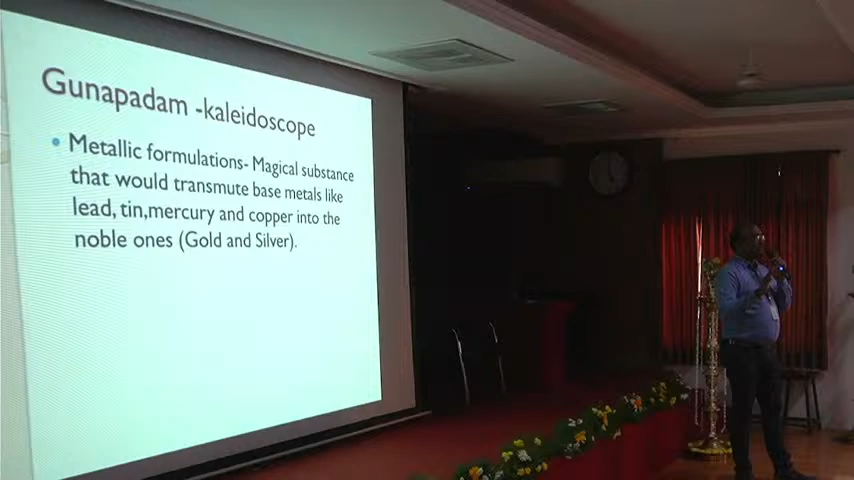 Gunapadam -kaleidoscope
• Metallic formulations- Magical substance
that would transmute base metals like
lead, tin,mercury and copper into the
noble ones (Gold and Silver).